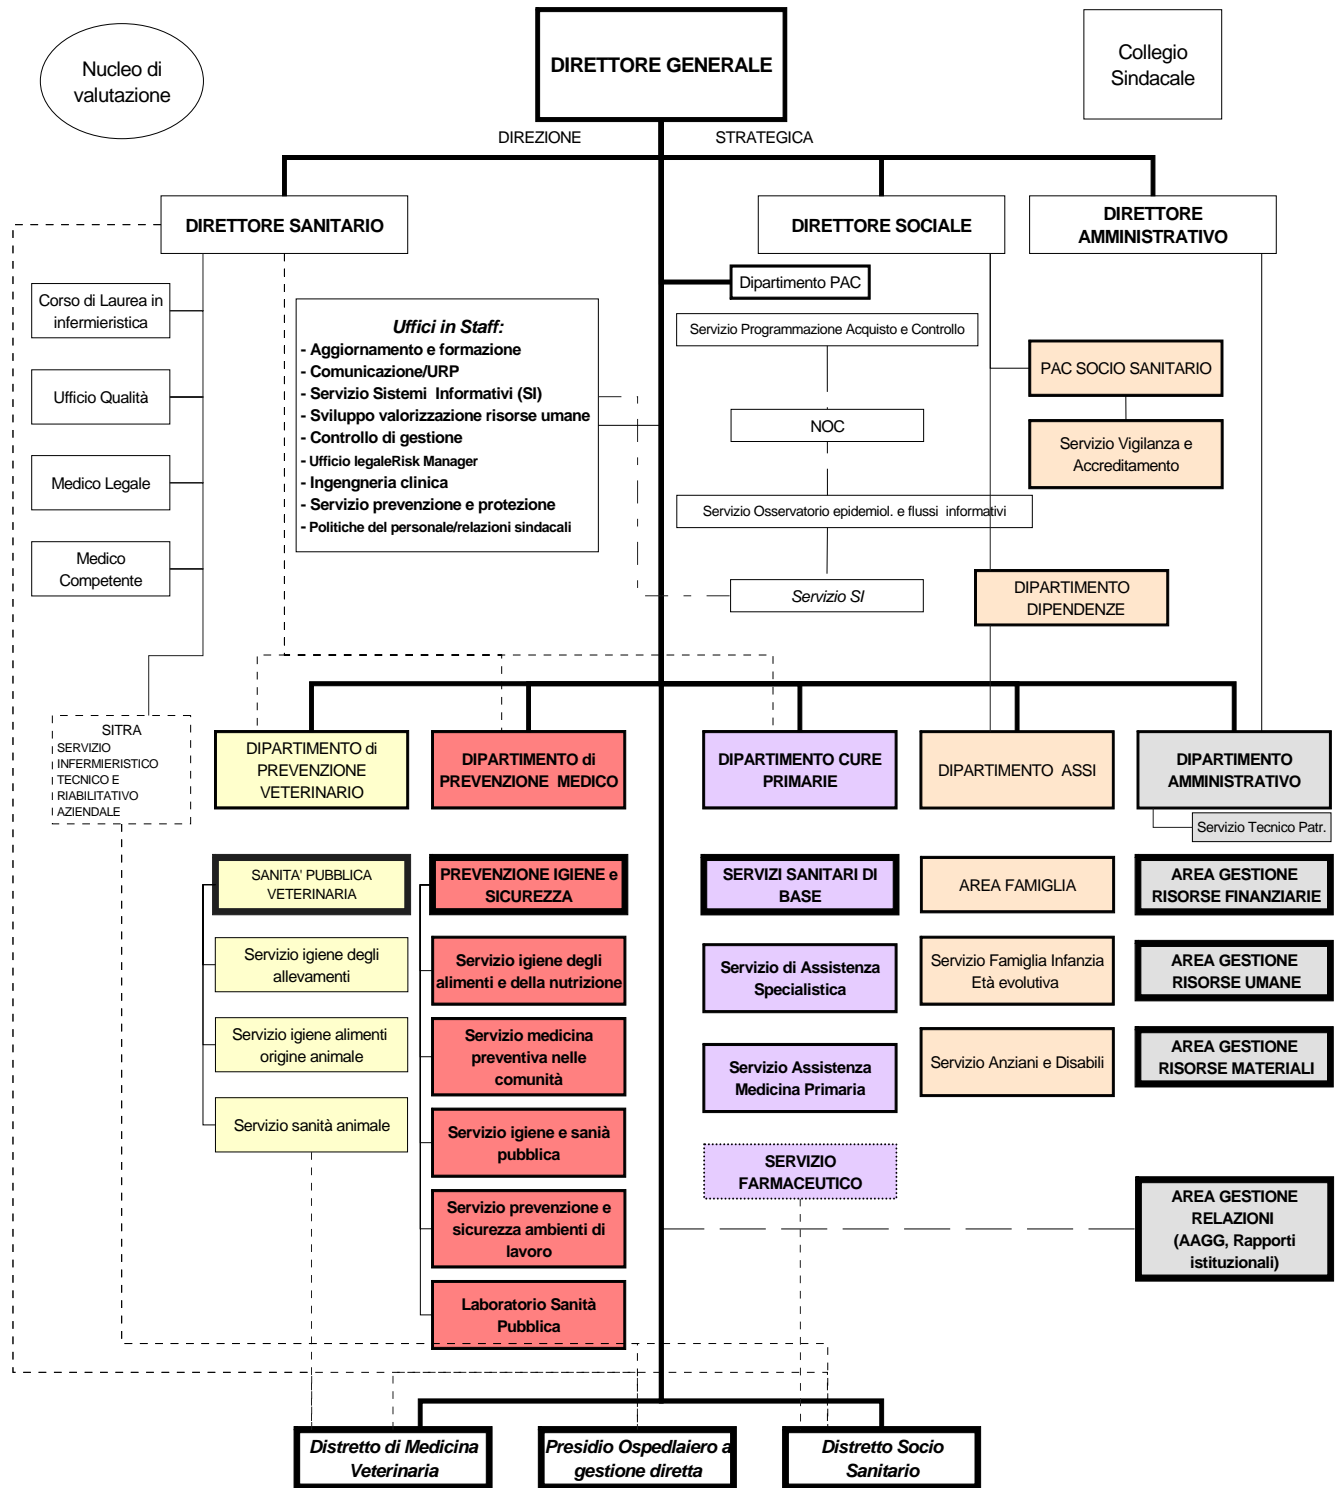 Nucleo di
valutazione
DIRETTORE GENERALE
Collegio
Sindacale
DIREZIONE
STRATEGICA
DIRETTORE SANITARIO
DIRETTORE SOCIALE
DIRETTORE
AMMINISTRATIVO
Dipartimento PAC
Corso di Laurea in
infermieristica
Ufficio Qualità
Medico Legale
Medico
Competente
Uffici in Staff:
- Aggiornamento e formazione
- Comunicazione/URP
- Servizio Sistemi Informativi (SI)
- Sviluppo valorizzazione risorse umane
- Controllo di gestione
- Ufficio legaleRisk Manager
- Ingengneria clinica
- Servizio prevenzione e protezione
- Politiche del personale/relazioni sindacali
Servizio Programmazione Acquisto e Controllo
NOC
Servizio Osservatorio epidemiol. e flussi informativi
Servizio SI
PAC SOCIO SANITARIO
Servizio Vigilanza e
Accreditamento
DIPARTIMENTO
DIPENDENZE
SITRA
SERVIZIO
INFERMIERISTICO
TECNICO E
RIABILITATIVO
AZIENDALE
DIPARTIMENTO di
PREVENZIONE
VETERINARIO
DIPARTIMENTO di
PREVENZIONE MEDICO
DIPARTIMENTO CURE
PRIMARIE
DIPARTIMENTO ASSI
DIPARTIMENTO
AMMINISTRATIVO
Servizio Tecnico Patr.
SANITA' PUBBLICA
VETERINARIA
Servizio igiene degli
allevamenti
Servizio igiene alimenti
origine animale
Servizio sanità animale
PREVENZIONE IGIENE e
SICUREZZA
Servizio igiene degli
alimenti e della nutrizione
Servizio medicina
preventiva nelle
comunità
Servizio igiene e sanià
pubblica
Servizio prevenzione e
sicurezza ambienti di
lavoro
Laboratorio Sanità
Pubblica
SERVIZI SANITARI DI
BASE
Servizio di Assistenza
Specialistica
Servizio Assistenza
Medicina Primaria
SERVIZIO
FARMACEUTICO
AREA FAMIGLIA
Servizio Famiglia Infanzia
Età evolutiva
Servizio Anziani e Disabili
AREA GESTIONE
RISORSE FINANZIARIE
AREA GESTIONE
RISORSE UMANE
AREA GESTIONE
RISORSE MATERIALI
AREA GESTIONE
RELAZIONI
(AAGG, Rapporti
istituzionali)
Distretto di Medicina
Veterinaria
Presidio Ospedlaiero a
gestione diretta
Distretto Socio
Sanitario